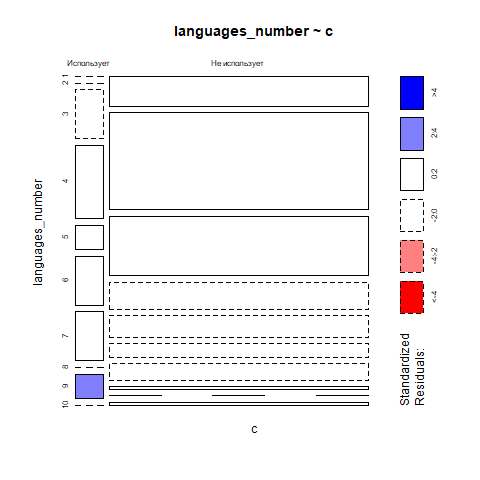 languages_number ~ c
Использует
Не использует
1
2
3
4
5
6
7
8
9
10
languages_number
c
>4
2:4
0:2
-2:0
-4:-2
<-4
Standardized
Residuals: